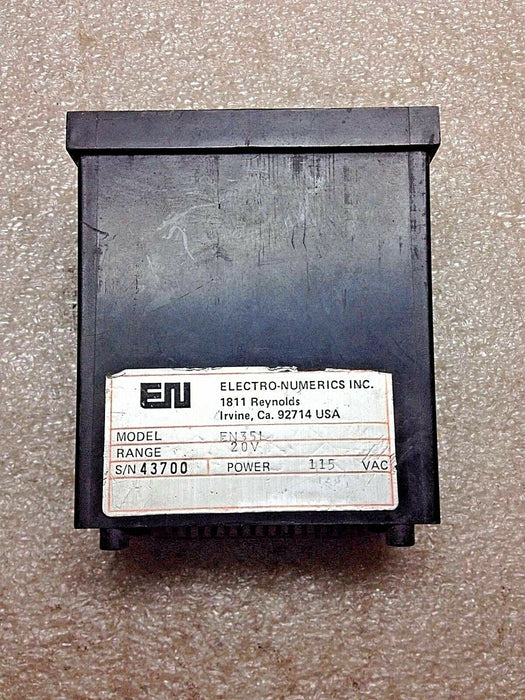 EN ELECTRO-NUMERICS INC.
1811 Reynolds
Irvine, Ca. 92714 USA
MODEL EN351
RANGE 20V
S/N 43700 POWER 115 VAC